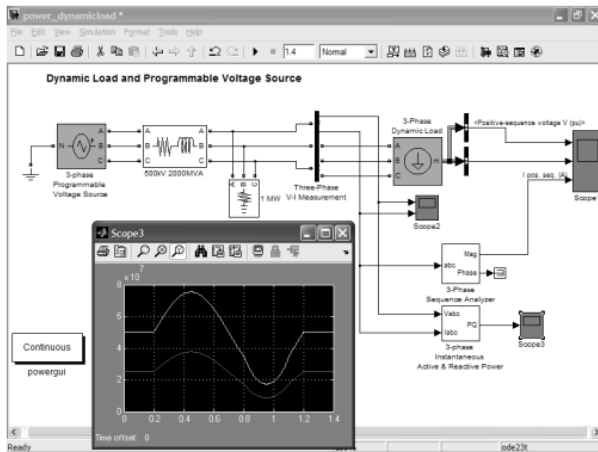 power_dynamicload *
File Edit View Simulation Format Tools Help
1.4 Normal
Dynamic Load and Programmable Voltage Source
N A B C
3-phase
Programmable
Voltage Source
A B C A B C
500kV 2000MVA
A B C
1 MW
Three-Phase
V-I Measurement
3-Phase
Dynamic Load
A B C m
<Positive-sequence voltage V (pu)>
I pos. seq. (A)
Scope1
Scope2
abc Mag Phase
3-Phase
Sequence Analyzer
Vabc Iabc PQ
3-phase
Instantaneous
Active & Reactive Power
Scope3
Continuous
powergui
Scope3
x 10
7
8
6
4
2
0
0 0.2 0.4 0.6 0.8 1 1.2 1.4
Time offset: 0
Ready
ode23t